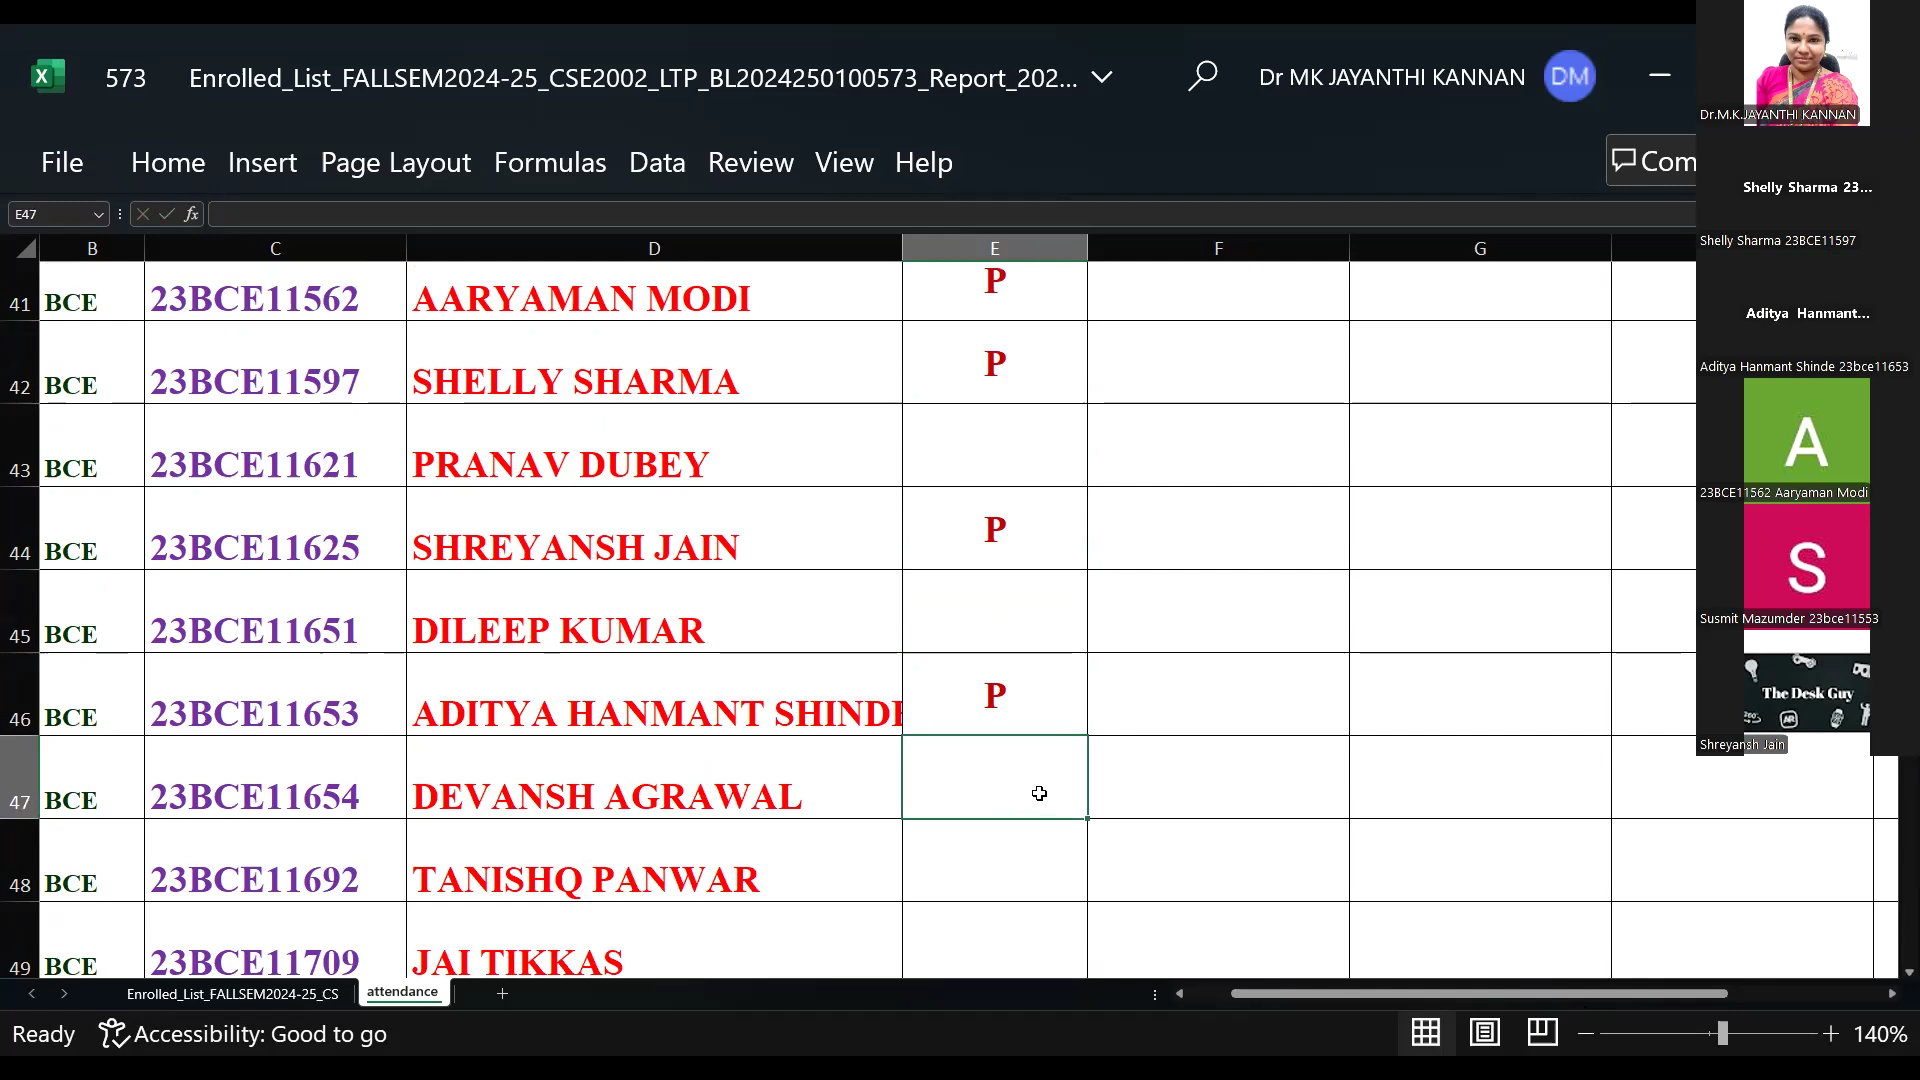 573 Enrolled_List_FALLSEM2024-25_CSE2002_LTP_BL2024250100573_Report_202... Dr MK JAYANTHI KANNAN DM
File Home Insert Page Layout Formulas Data Review View Help Com
E47 fx
B C D E F G
41 BCE 23BCE11562 AARYAMAN MODI P
42 BCE 23BCE11597 SHELLY SHARMA P
43 BCE 23BCE11621 PRANAV DUBEY
44 BCE 23BCE11625 SHREYANSH JAIN P
45 BCE 23BCE11651 DILEEP KUMAR
46 BCE 23BCE11653 ADITYA HANMANT SHINDE P
47 BCE 23BCE11654 DEVANSH AGRAWAL
48 BCE 23BCE11692 TANISHQ PANWAR
49 BCE 23BCE11709 JAI TIKKAS
Enrolled_List_FALLSEM2024-25_CS attendance
Ready Accessibility: Good to go 140%
Dr.M.K.JAYANTHI KANNAN
Shelly Sharma 23...
Shelly Sharma 23BCE11597
Aditya Hanmant...
Aditya Hanmant Shinde 23bce11653
A
23BCE11562 Aaryaman Modi
S
Susmit Mazumder 23bce11553
The Desk Guy
AR
Shreyansh Jain